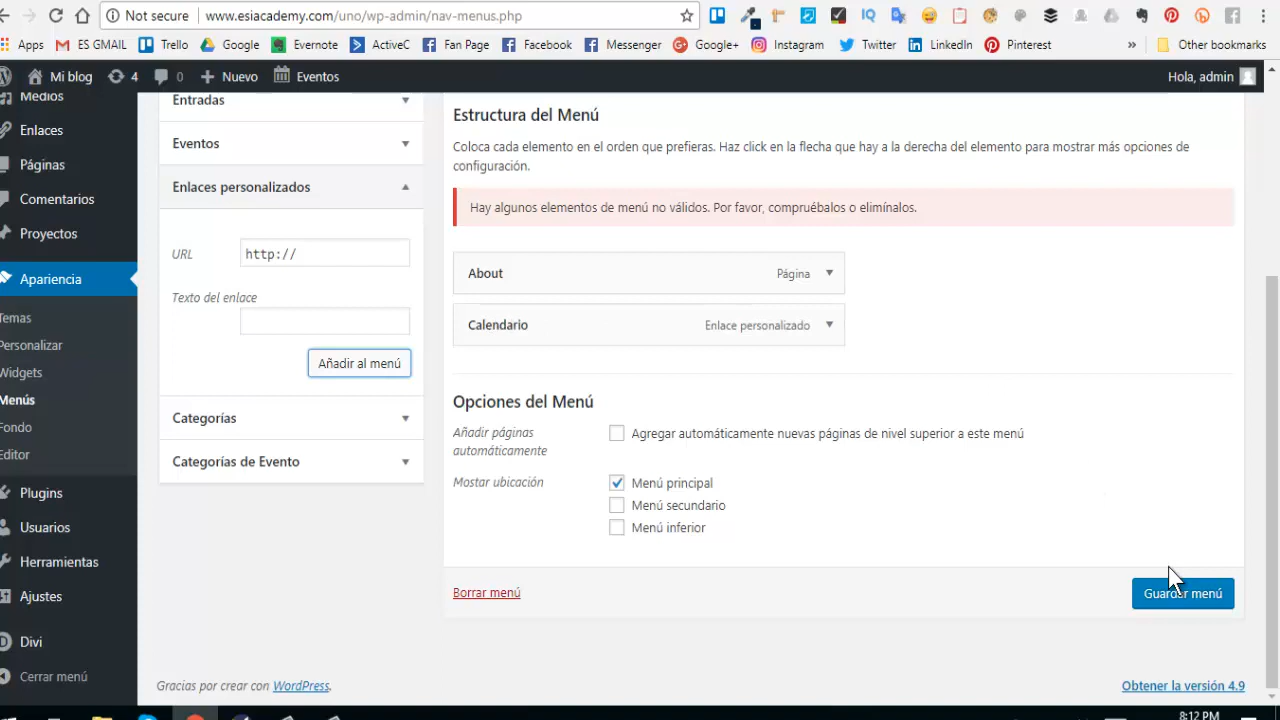 Not secure www.esiacademy.com/uno/wp-admin/nav-menus.php
Apps ES GMAIL Trello Google Evernote ActiveC Fan Page Facebook Messenger Google+ Instagram Twitter LinkedIn Pinterest » Other bookmarks
Mi blog 4 0 Nuevo Eventos Hola, admin
Medios
Enlaces
Páginas
Comentarios
Proyectos
Apariencia
Temas
Personalizar
Widgets
Menús
Fondo
Editor
Plugins
Usuarios
Herramientas
Ajustes
Divi
Cerrar menú
Entradas
Eventos
Enlaces personalizados
URL http://
Texto del enlace
Añadir al menú
Categorías
Categorías de Evento
Estructura del Menú
Coloca cada elemento en el orden que prefieras. Haz click en la flecha que hay a la derecha del elemento para mostrar más opciones de
configuración.
Hay algunos elementos de menú no válidos. Por favor, compruébalos o elimínalos.
About Página
Calendario Enlace personalizado
Opciones del Menú
Añadir páginas
automáticamente
Agregar automáticamente nuevas páginas de nivel superior a este menú
Mostar ubicación
Menú principal
Menú secundario
Menú inferior
Borrar menú
Guardar menú
Gracias por crear con WordPress.
Obtener la versión 4.9
8:12 PM